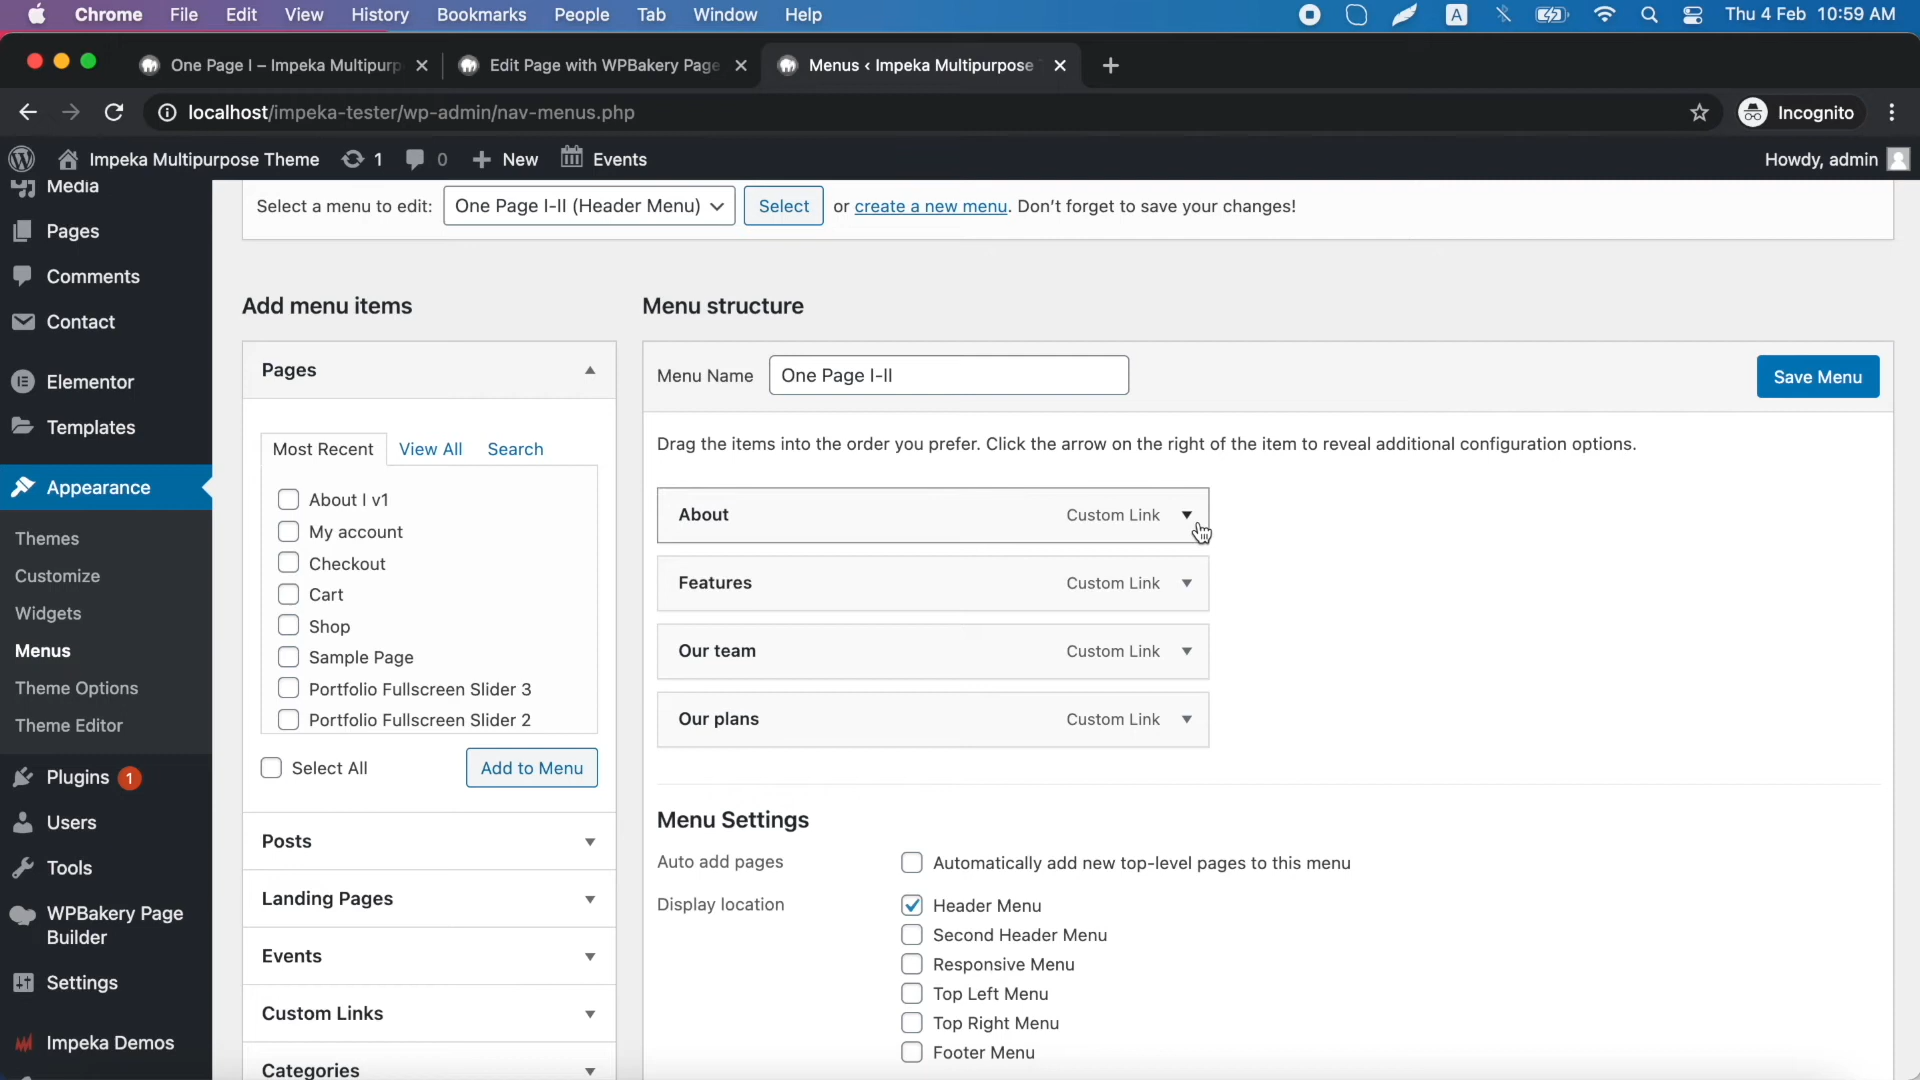 Chrome File Edit View History Bookmarks People Tab Window Help A Thu 4 Feb 10:59 AM
One Page I – Impeka Multipurp Edit Page with WPBakery Page Menus ‹ Impeka Multipurpose
localhost/impeka-tester/wp-admin/nav-menus.php Incognito
Impeka Multipurpose Theme 1 0 New Events Howdy, admin
Media
Pages
Comments
Contact
Elementor
Templates
Appearance
Themes
Customize
Widgets
Menus
Theme Options
Theme Editor
Plugins 1
Users
Tools
WPBakery Page
Builder
Settings
Impeka Demos
Select a menu to edit: One Page I-II (Header Menu) Select or create a new menu. Don't forget to save your changes!
Add menu items
Pages
Most Recent View All Search
About I v1
My account
Checkout
Cart
Shop
Sample Page
Portfolio Fullscreen Slider 3
Portfolio Fullscreen Slider 2
Select All Add to Menu
Posts
Landing Pages
Events
Custom Links
Categories
Menu structure
Menu Name One Page I-II Save Menu
Drag the items into the order you prefer. Click the arrow on the right of the item to reveal additional configuration options.
About Custom Link
Features Custom Link
Our team Custom Link
Our plans Custom Link
Menu Settings
Auto add pages Automatically add new top-level pages to this menu
Display location Header Menu
Second Header Menu
Responsive Menu
Top Left Menu
Top Right Menu
Footer Menu